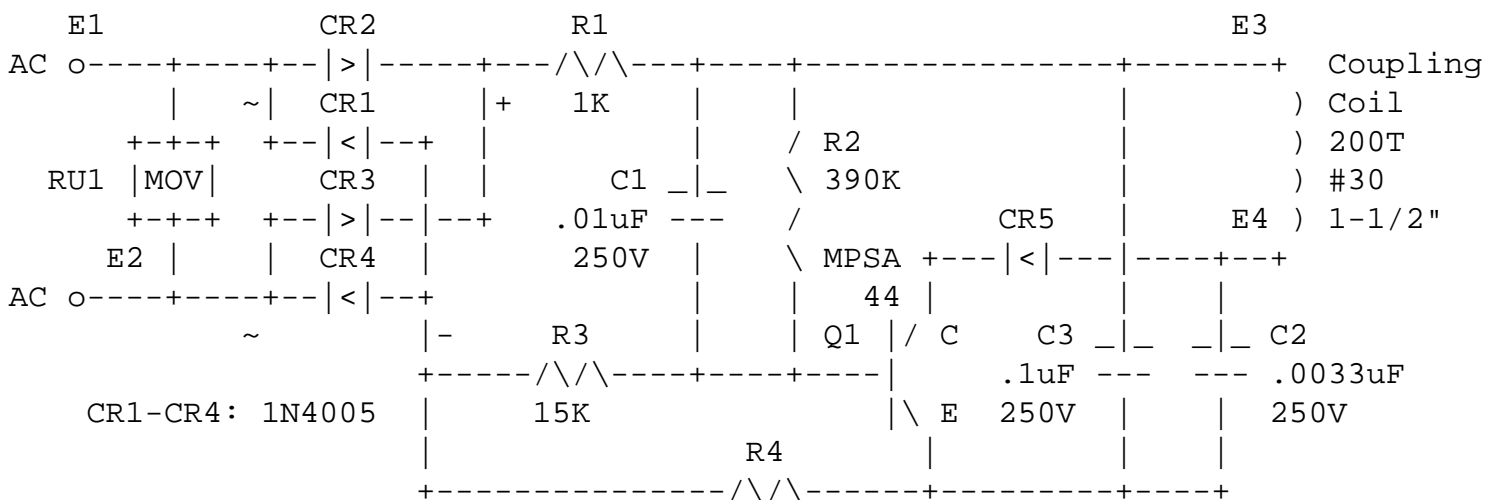 E1              CR2             R1                                      E3
 AC o----+----+--|>|-----+---/\/\---+----+----------------+-------+  Coupling
         |   ~|  CR1     |+   1K    |    |                |        ) Coil
       +-+-+  +--|<|--+  |          |    / R2             |        ) 200T
   RU1 |MOV|     CR3  |  |     C1 _|_   \ 390K           |        ) #30
       +-+-+  +--|>|--|--+   .01uF ---   /         CR5    |     E4 ) 1-1/2"
      E2 |    |  CR4  |       250V  |    \ MPSA +---|<|---|----+--+
 AC o----+----+--|<|--+             |    |   44 |         |    |
             ~        |-     R3     |    | Q1 |/ C    C3 _|_  _|_ C2
                      +-----/\/\----+----+----|     .1uF ---  --- .0033uF
     CR1-CR4: 1N4005  |     15K               |\ E  250V  |    |  250V
                      |                R4       |         |    |
                      +---------------/\/\------+---------+----+